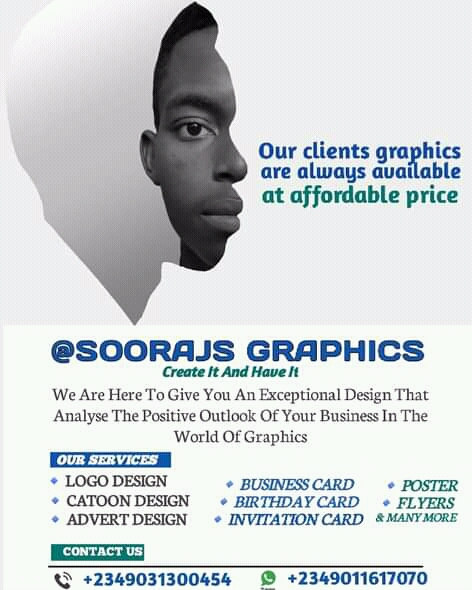 Our clients graphics
are always available
at affordable price
@SOORAJS GRAPHICS
Create It And Have It
We Are Here To Give You An Exceptional Design That
Analyse The Positive Outlook Of Your Business In The
World Of Graphics
OUR SERVICES
LOGO DESIGN
CATOON DESIGN
ADVERT DESIGN
BUSINESS CARD
BIRTHDAY CARD
INVITATION CARD
POSTER
FLYERS
& MANY MORE
CONTACT US
+2349031300454
+2349011617070